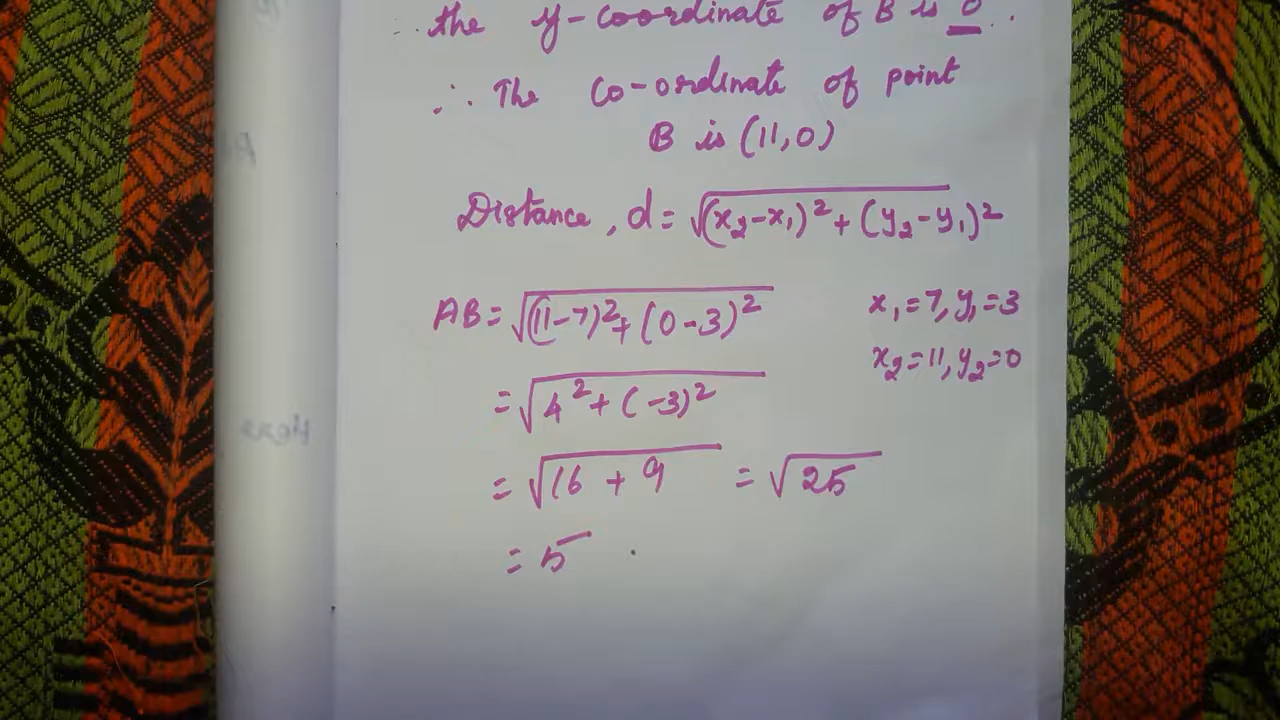 the y-coordinate of B is 0.
∴ The Co-ordinate of point
B is (11,0)
Distance, d = √(x₂-x₁)² + (y₂-y₁)²
AB = √(11-7)² + (0-3)²
x₁=7, y₁=3
x₂=11, y₂=0
= √4² + (-3)²
= √16 + 9 = √25
= 5